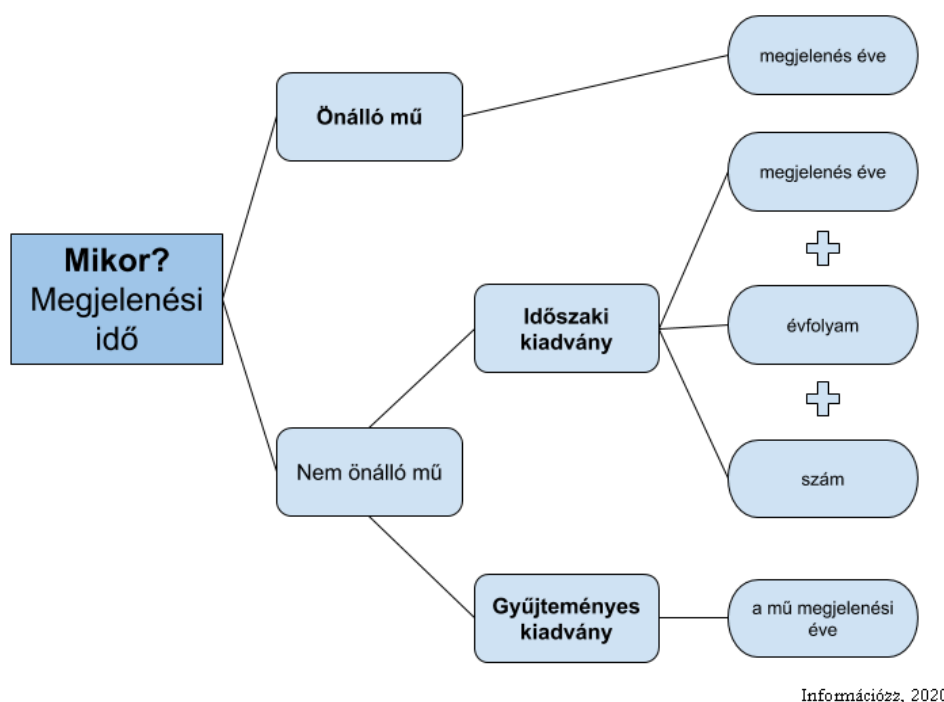 Mikor?
Megjelenési
idő
Önálló mű
megjelenés éve
Nem önálló mű
Időszaki
kiadvány
megjelenés éve
évfolyam
szám
Gyűjteményes
kiadvány
a mű megjelenési
éve
Információzz, 2020